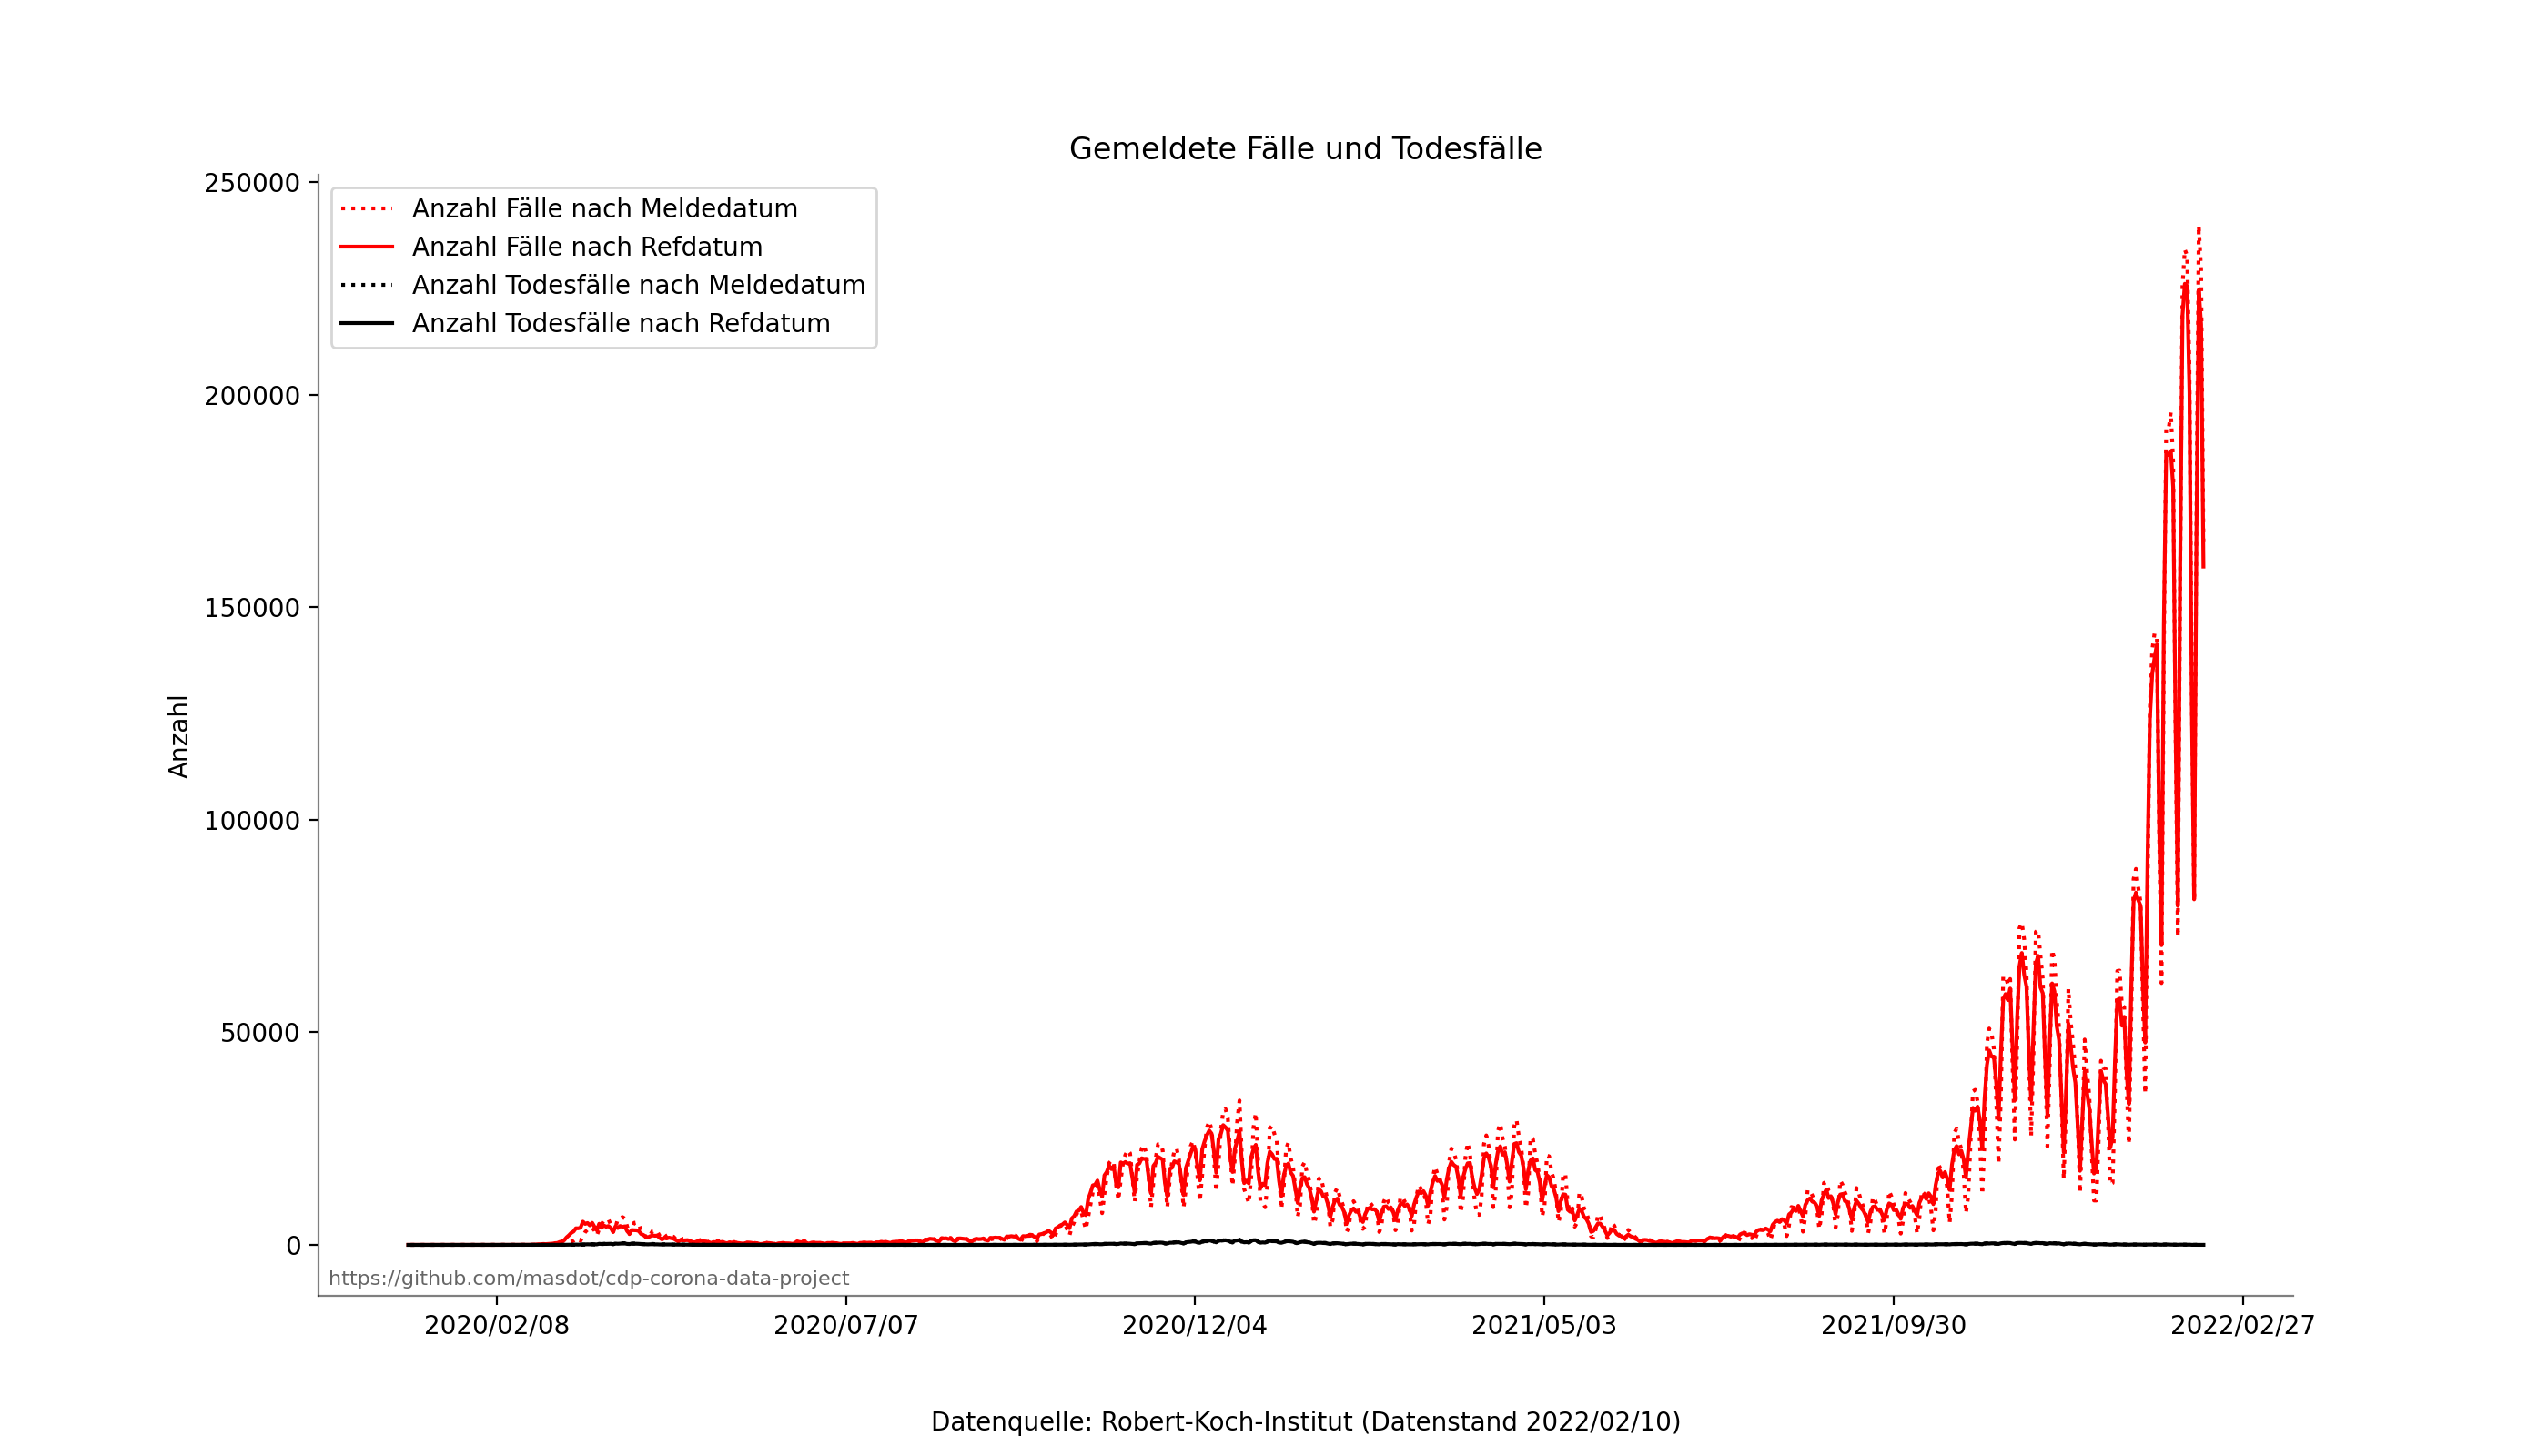 Gemeldete Fälle und Todesfälle
250000
Anzahl Fälle nach Meldedatum
Anzahl Fälle nach Refdatum
Anzahl Todesfälle nach Meldedatum
Anzahl Todesfälle nach Refdatum
200000
150000
Anzahl
100000
50000
0
https://github.com/masdot/cdp-corona-data-project
2020/02/08 2020/07/07 2020/12/04 2021/05/03 2021/09/30 2022/02/27
Datenquelle: Robert-Koch-Institut (Datenstand 2022/02/10)